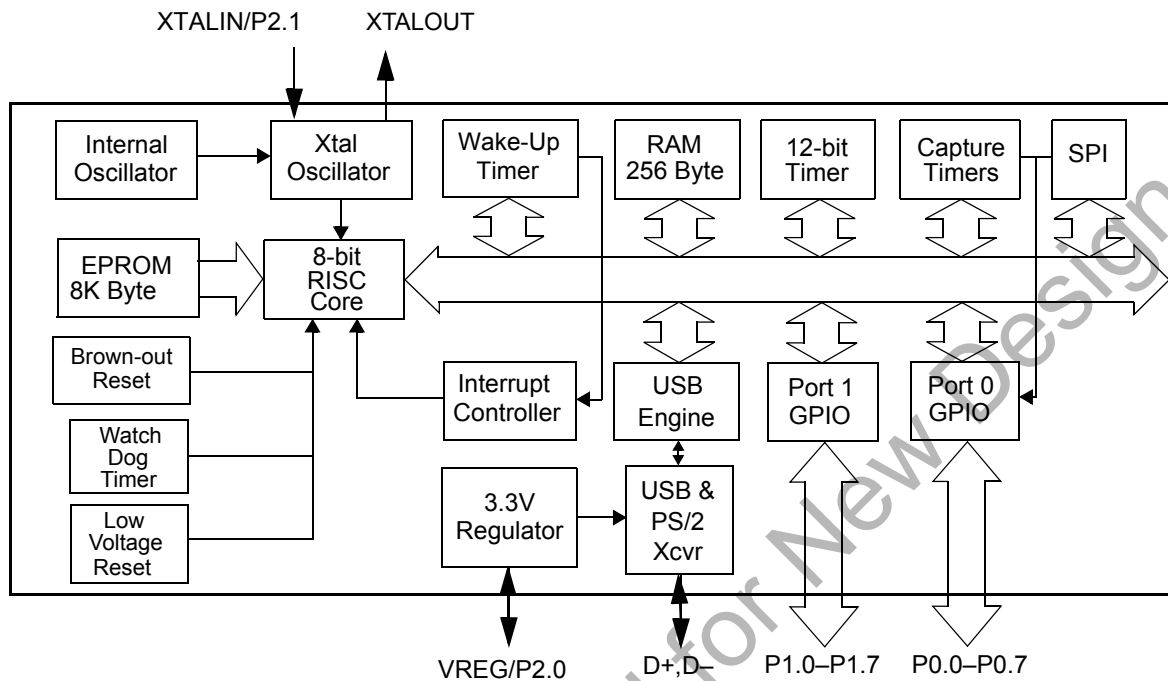 XTALIN/P2.1 XTALOUT
Internal
Oscillator
Xtal
Oscillator
Wake-Up
Timer
RAM
256 Byte
12-bit
Timer
Capture
Timers
SPI
EPROM
8K Byte
8-bit
RISC
Core
Brown-out
Reset
Interrupt
Controller
USB
Engine
Port 1
GPIO
Port 0
GPIO
Watch
Dog
Timer
3.3V
Regulator
USB &
PS/2
Xcvr
Low
Voltage
Reset
VREG/P2.0
D+,D–
P1.0–P1.7
P0.0–P0.7
for New Design